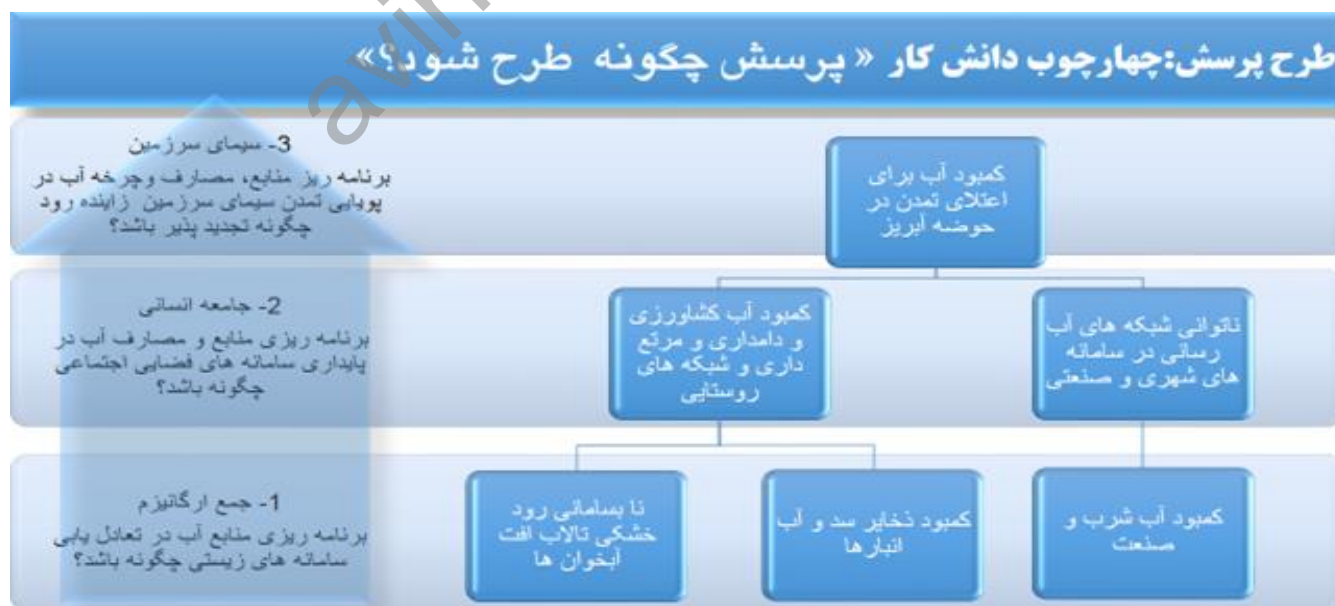 طرح پرسش:چهارچوب دانش کار « پرسش چگونه طرح شود؟»
3- سیمای سرزمین
برنامه ریز منابع، مصارف وچرخه آب در
پویایی تمدن سیمای سرزمین زاینده رود
چگونه تجدید پذیر باشد؟
کمبود آب برای
اعتلای تمدن در
حوضه آبریز
2- جامعه انسانی
برنامه ریزی منابع و مصارف آب در
پایداری سامانه های فضایی اجتماعی
چگونه باشد؟
کمبود آب کشاورزی
و دامداری و مرتع
داری و شبکه های
روستایی
ناتوانی شبکه های آب
رسانی در سامانه
های شهری و صنعتی
1- جمع ارگانیزم
برنامه ریزی منابع آب در تعادل یابی
سامانه های زیستی چگونه باشد؟
نا بسامانی رود
خشکی تالاب افت
آبخوان ها
کمبود ذخایر سد و آب
انبارها
کمبود آب شرب و
صنعت